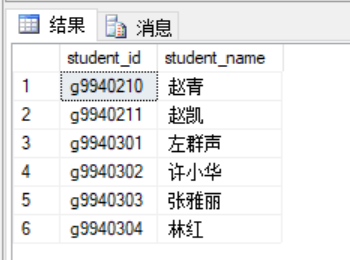 结果 消息
student_id student_name
1 g9940210 赵青
2 g9940211 赵凯
3 g9940301 左群声
4 g9940302 许小华
5 g9940303 张雅丽
6 g9940304 林红